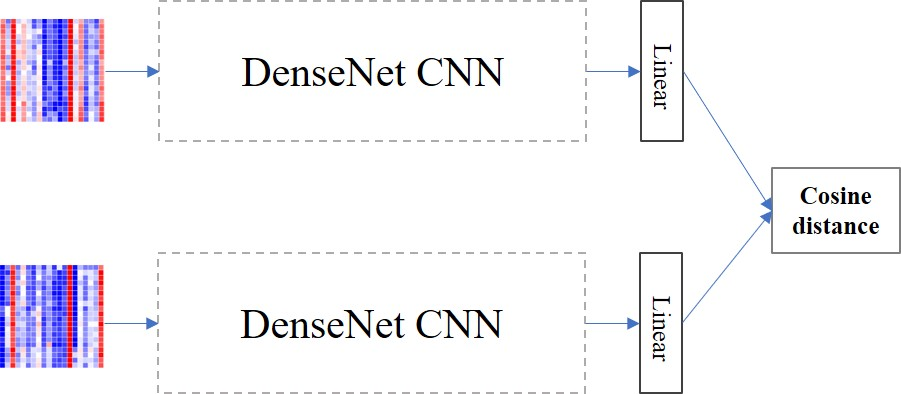 DenseNet CNN
Linear
Cosine
distance
DenseNet CNN
Linear